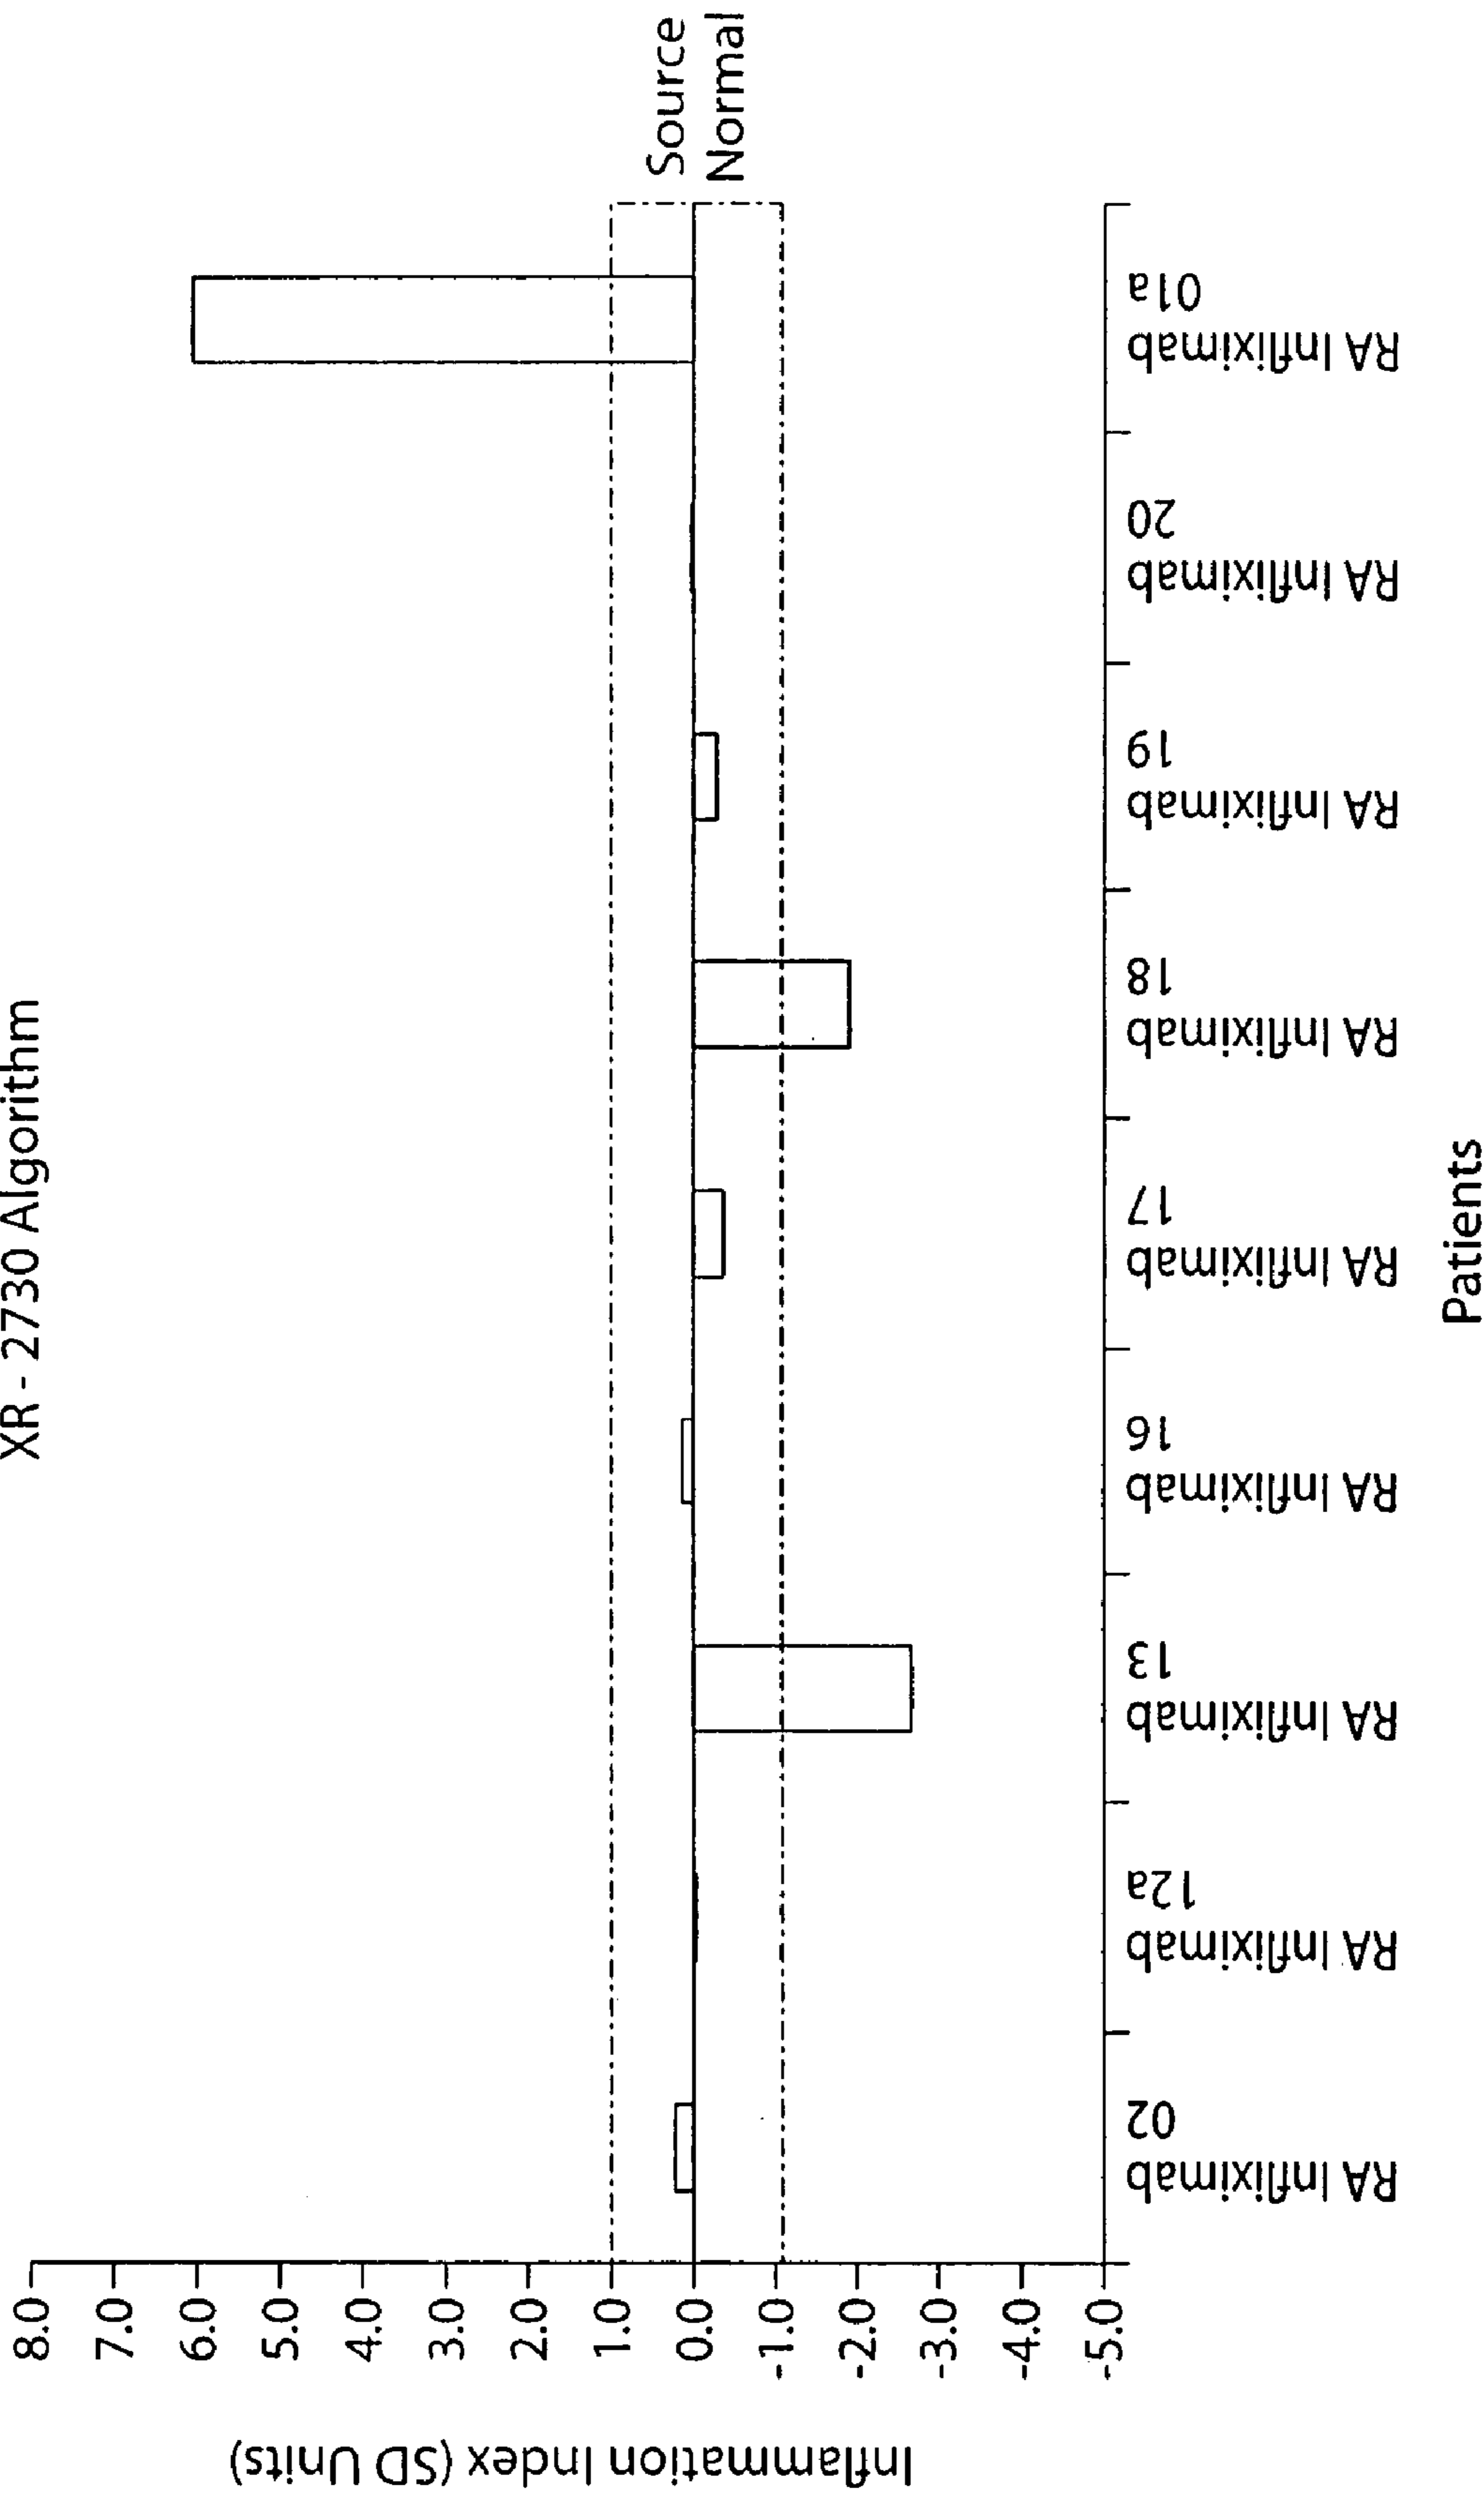 XR - 2730 Algorithm
Inflammation Index (SD Units)
8.0
7.0
6.0
5.0
4.0
3.0
2.0
1.0
0.0
-1.0
-2.0
-3.0
-4.0
-5.0
Source
Normal
RA Infliximab
02
RA Infliximab
12a
RA Infliximab
13
RA Infliximab
16
RA Infliximab
17
RA Infliximab
18
RA Infliximab
19
RA Infliximab
20
RA Infliximab
01a
Patients